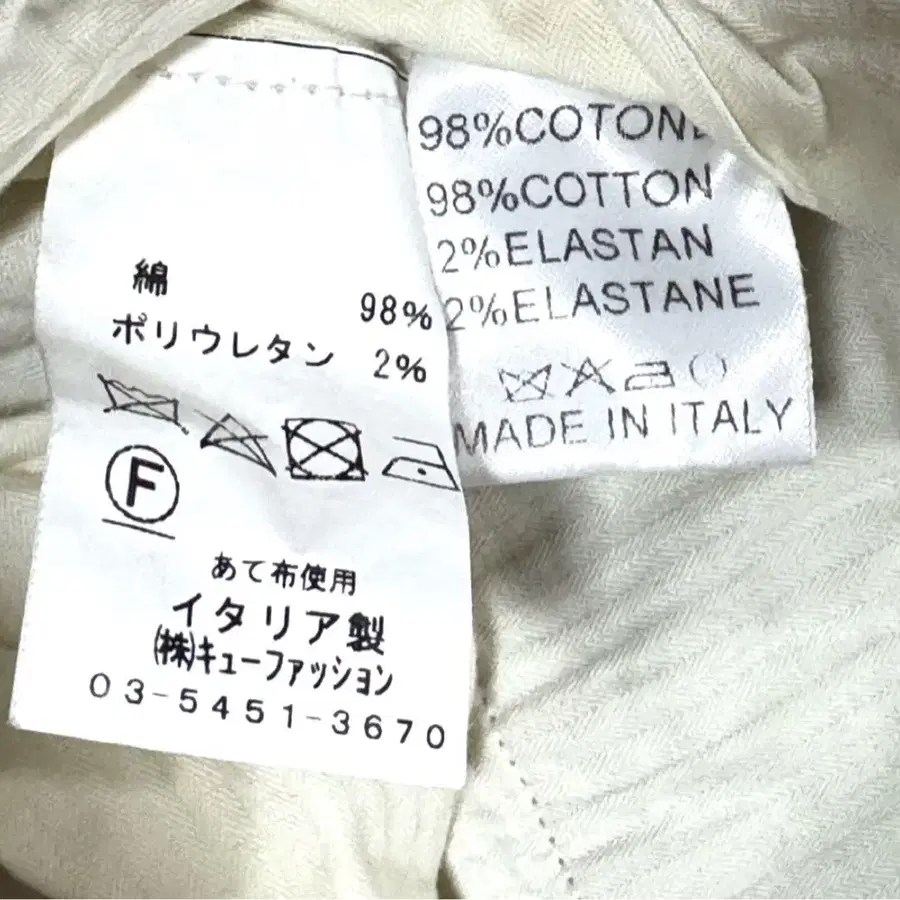 綿 98%
ポリウレタン 2%
F
あて布使用
イタリア製
㈱キューファッション
03-5451-3670
98%COTONE
98%COTTON
2%ELASTAN
2%ELASTANE
MADE IN ITALY